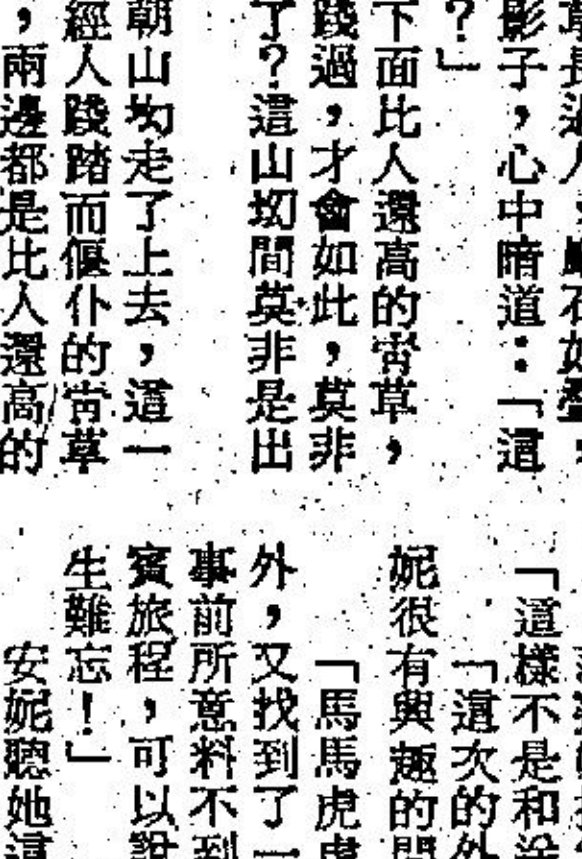 影子，心中暗道：「這
？」
下面比人還高的草，
踐過，才會如此，莫非
了？這山坳間莫非是出
朝山坳走了上去，這一
經人踐踏而偃仆的草
，兩邊都是比人還高的
「這樣不是和
「這次的外
妮很有興趣的問
「馬馬虎虎
外，又找到了一
事前所意料不到
賓旅程，可以說
生難忘！」
安妮聽她這